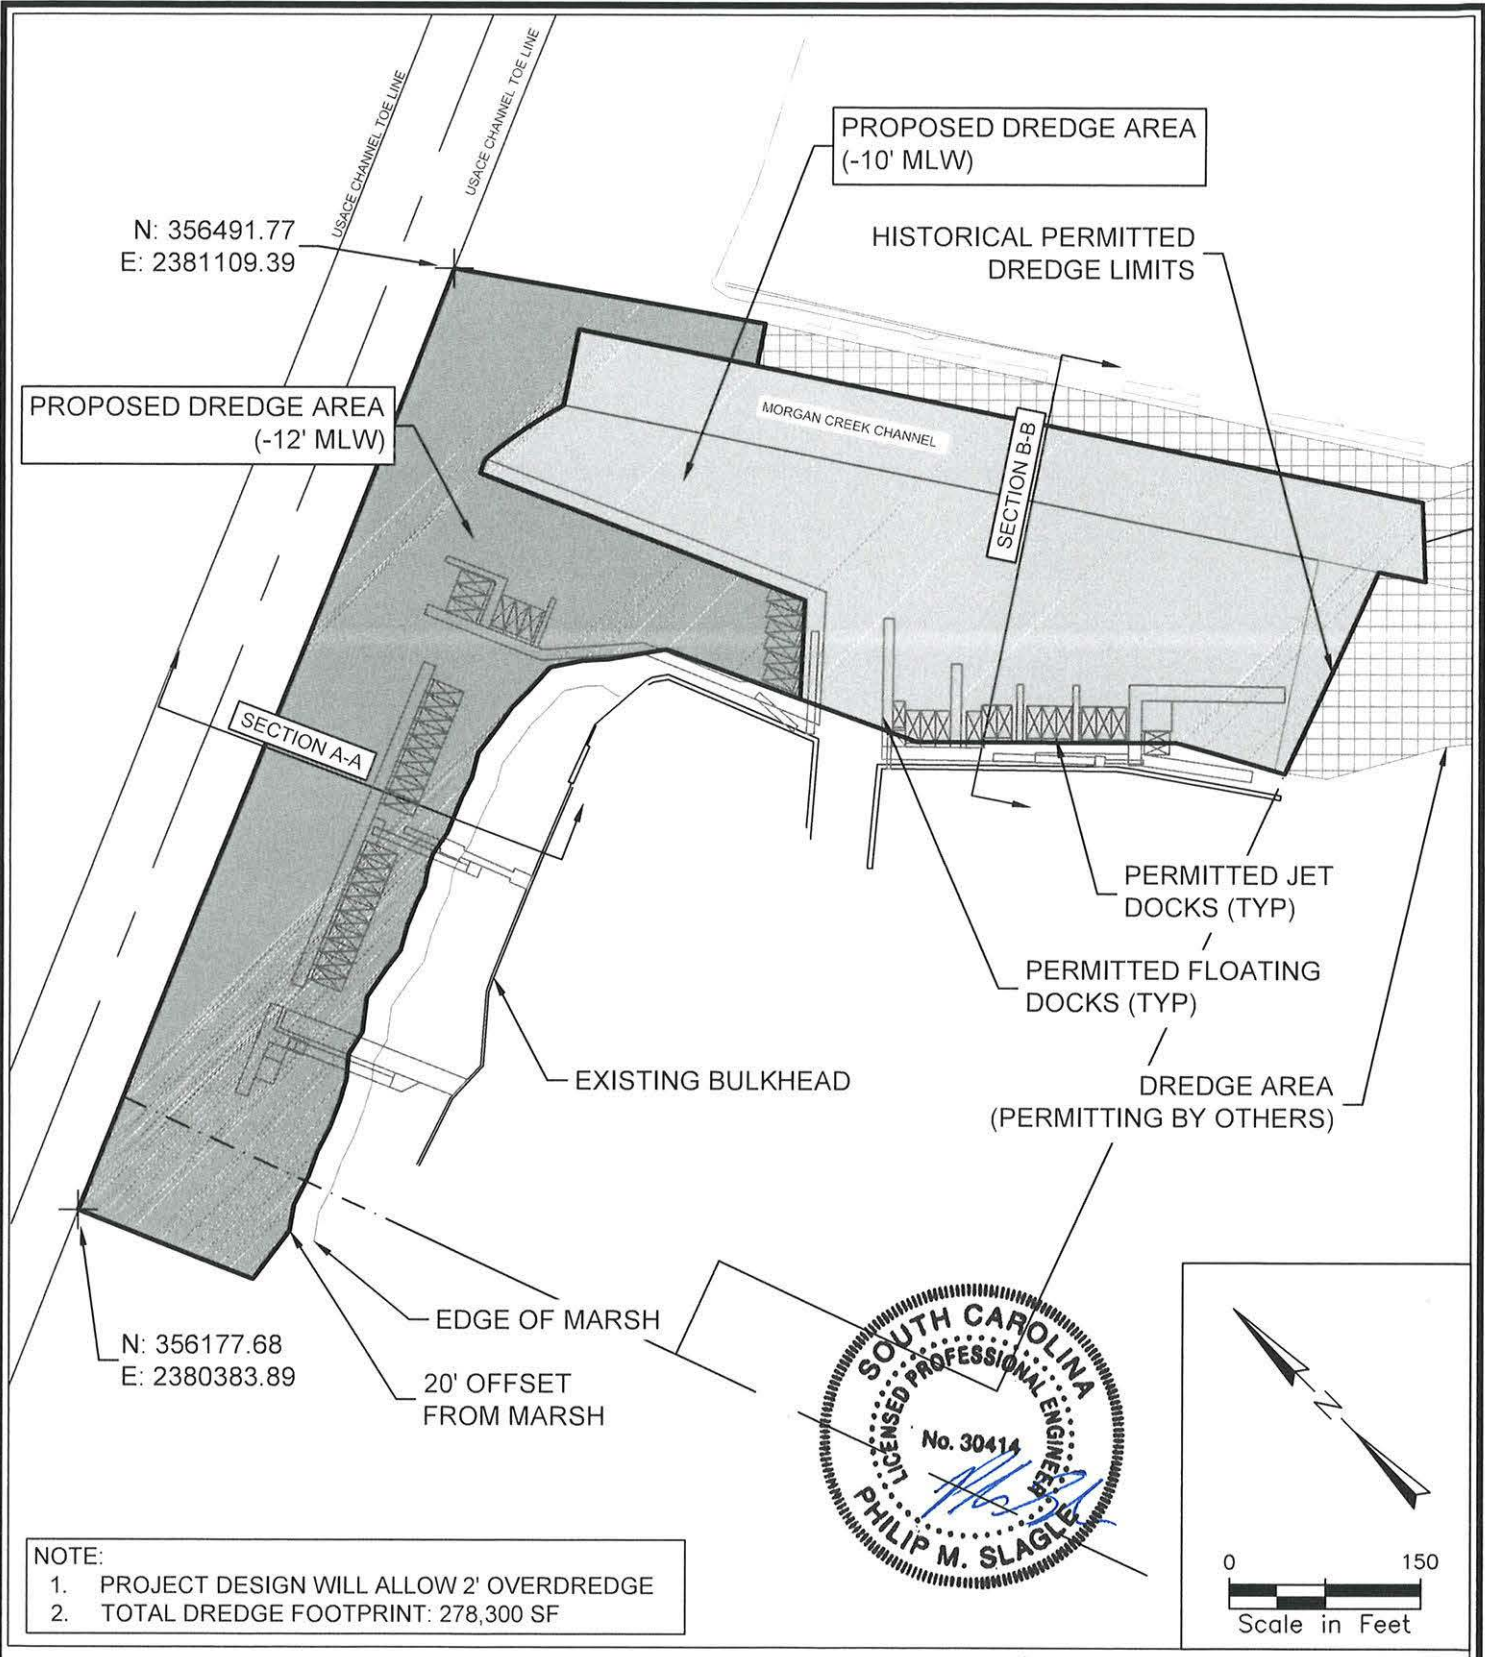 USACE CHANNEL TOE LINE
USACE CHANNEL TOE LINE
PROPOSED DREDGE AREA
(-10' MLW)
N: 356491.77
E: 2381109.39
HISTORICAL PERMITTED
DREDGE LIMITS
PROPOSED DREDGE AREA
(-12' MLW)
MORGAN CREEK CHANNEL
SECTION B-B
SECTION A-A
PERMITTED JET
DOCKS (TYP)
PERMITTED FLOATING
DOCKS (TYP)
EXISTING BULKHEAD
DREDGE AREA
(PERMITTING BY OTHERS)
EDGE OF MARSH
N: 356177.68
E: 2380383.89
20' OFFSET
FROM MARSH
SOUTH CAROLINA
LICENSED PROFESSIONAL ENGINEER
No. 30414
PHILIP M. SLAGLE
N
NOTE:
1. PROJECT DESIGN WILL ALLOW 2' OVERDREDGE
2. TOTAL DREDGE FOOTPRINT: 278,300 SF
0 150
Scale in Feet